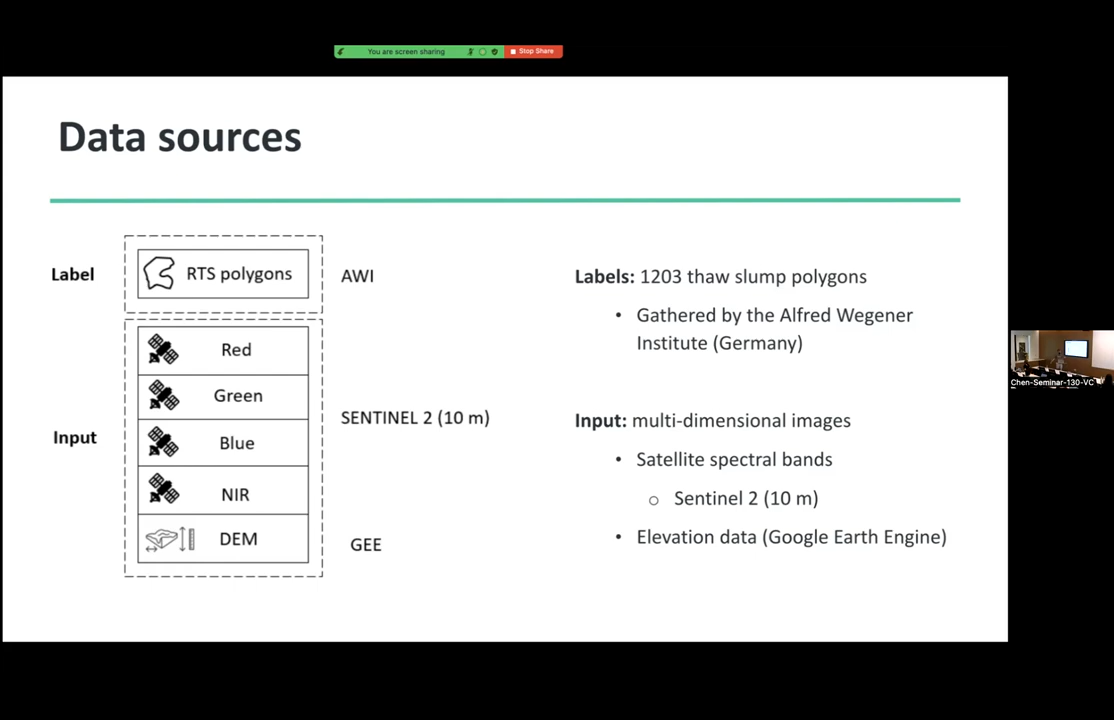 You are screen sharing
Stop Share
Data sources
Label
RTS polygons
AWI
Input
Red
Green
Blue
NIR
DEM
SENTINEL 2 (10 m)
GEE
Labels: 1203 thaw slump polygons
• Gathered by the Alfred Wegener
Institute (Germany)
Input: multi-dimensional images
• Satellite spectral bands
o Sentinel 2 (10 m)
• Elevation data (Google Earth Engine)
Chen-Seminar-130-VC